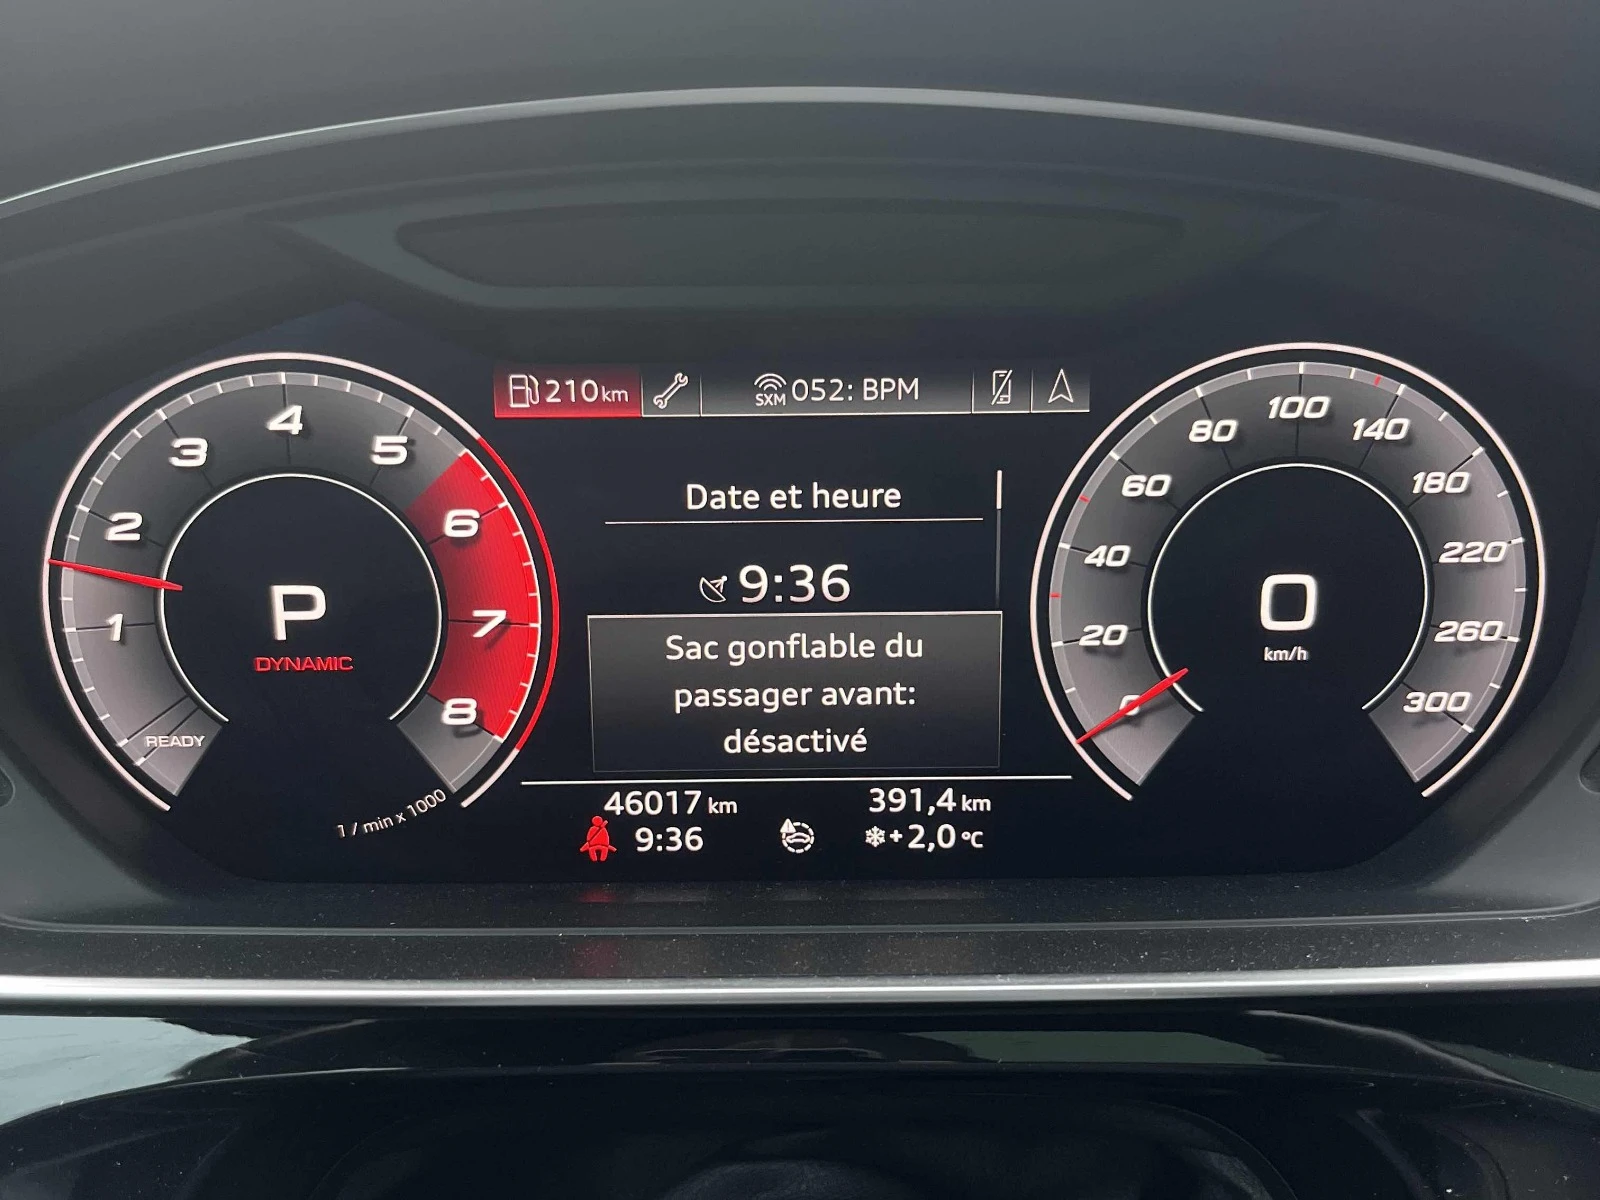 210 km
SXM 052: BPM
Date et heure
9:36
Sac gonflable du
passager avant:
désactivé
46017 km
391,4 km
9:36
+2,0 °C
READY
1
2
3
4
5
6
7
8
1 / min x 1000
P
DYNAMIC
0
20
40
60
80
100
140
180
220
260
300
0
km/h